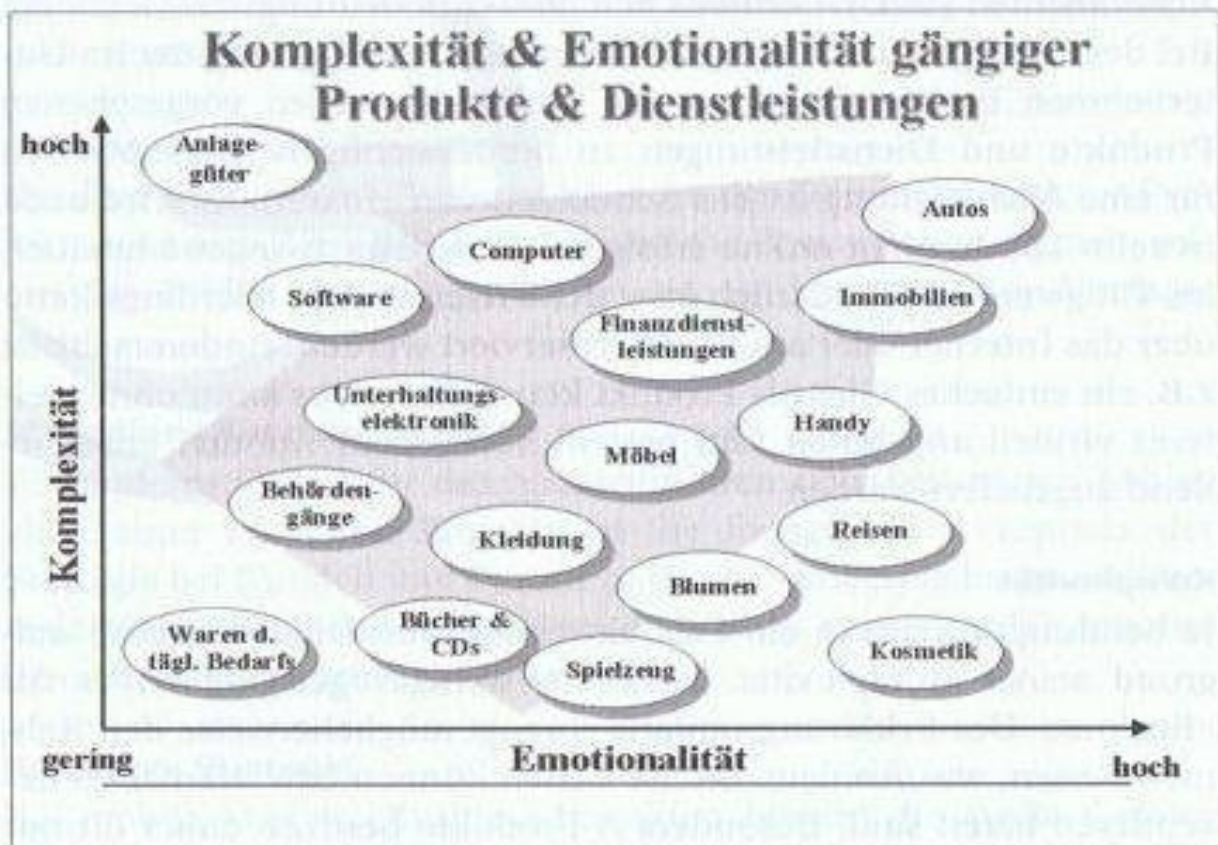 Komplexität & Emotionalität gängiger
Produkte & Dienstleistungen
hoch
Anlage-
güter
Autos
Computer
Software
Immobilien
Finanzdienst-
leistungen
Unterhaltungs
elektronik
Handy
Möbel
Komplexität
Behörden-
gänge
Kleidung
Reisen
Blumen
Waren d.
tägl. Bedarfs
Bücher &
CDs
Spielzeug
Kosmetik
gering
Emotionalität
hoch